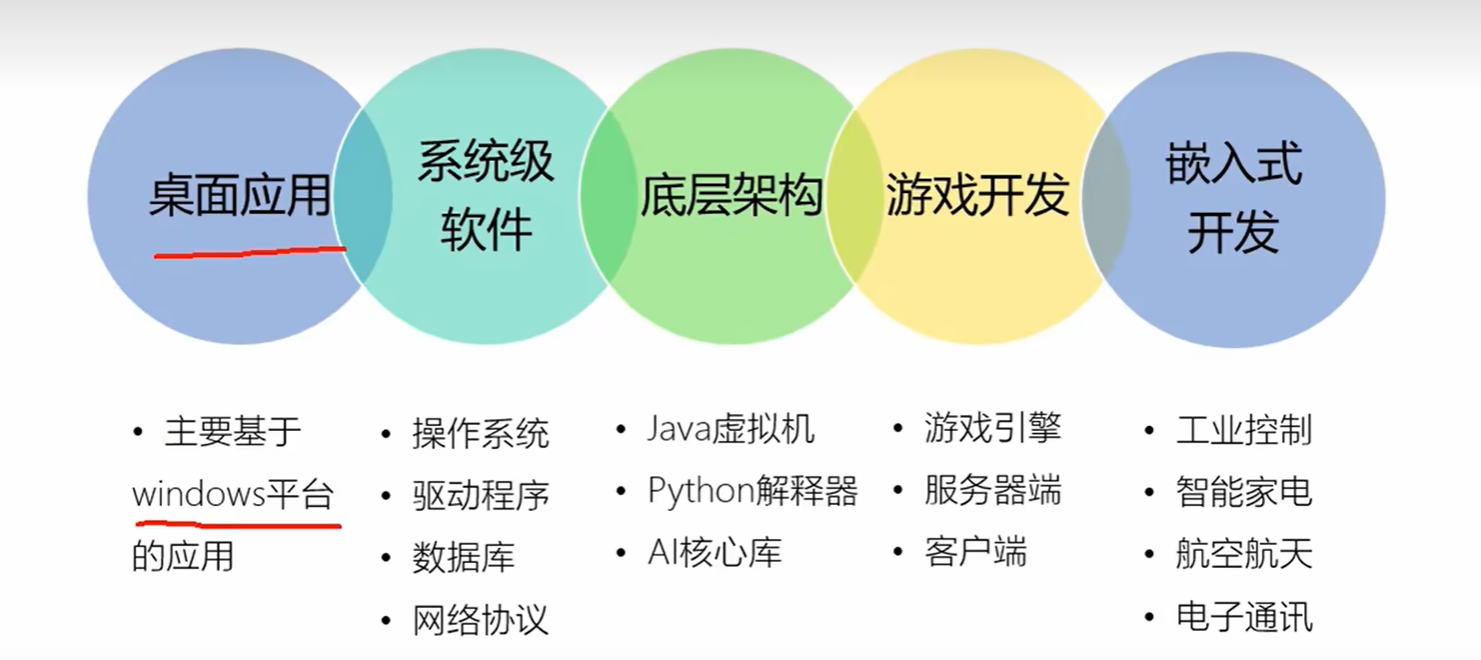 桌面应用
系统级
软件
底层架构
游戏开发
嵌入式
开发
• 主要基于
windows平台
的应用
• 操作系统
• 驱动程序
• 数据库
• 网络协议
• Java虚拟机
• Python解释器
• AI核心库
• 游戏引擎
• 服务器端
• 客户端
• 工业控制
• 智能家电
• 航空航天
• 电子通讯